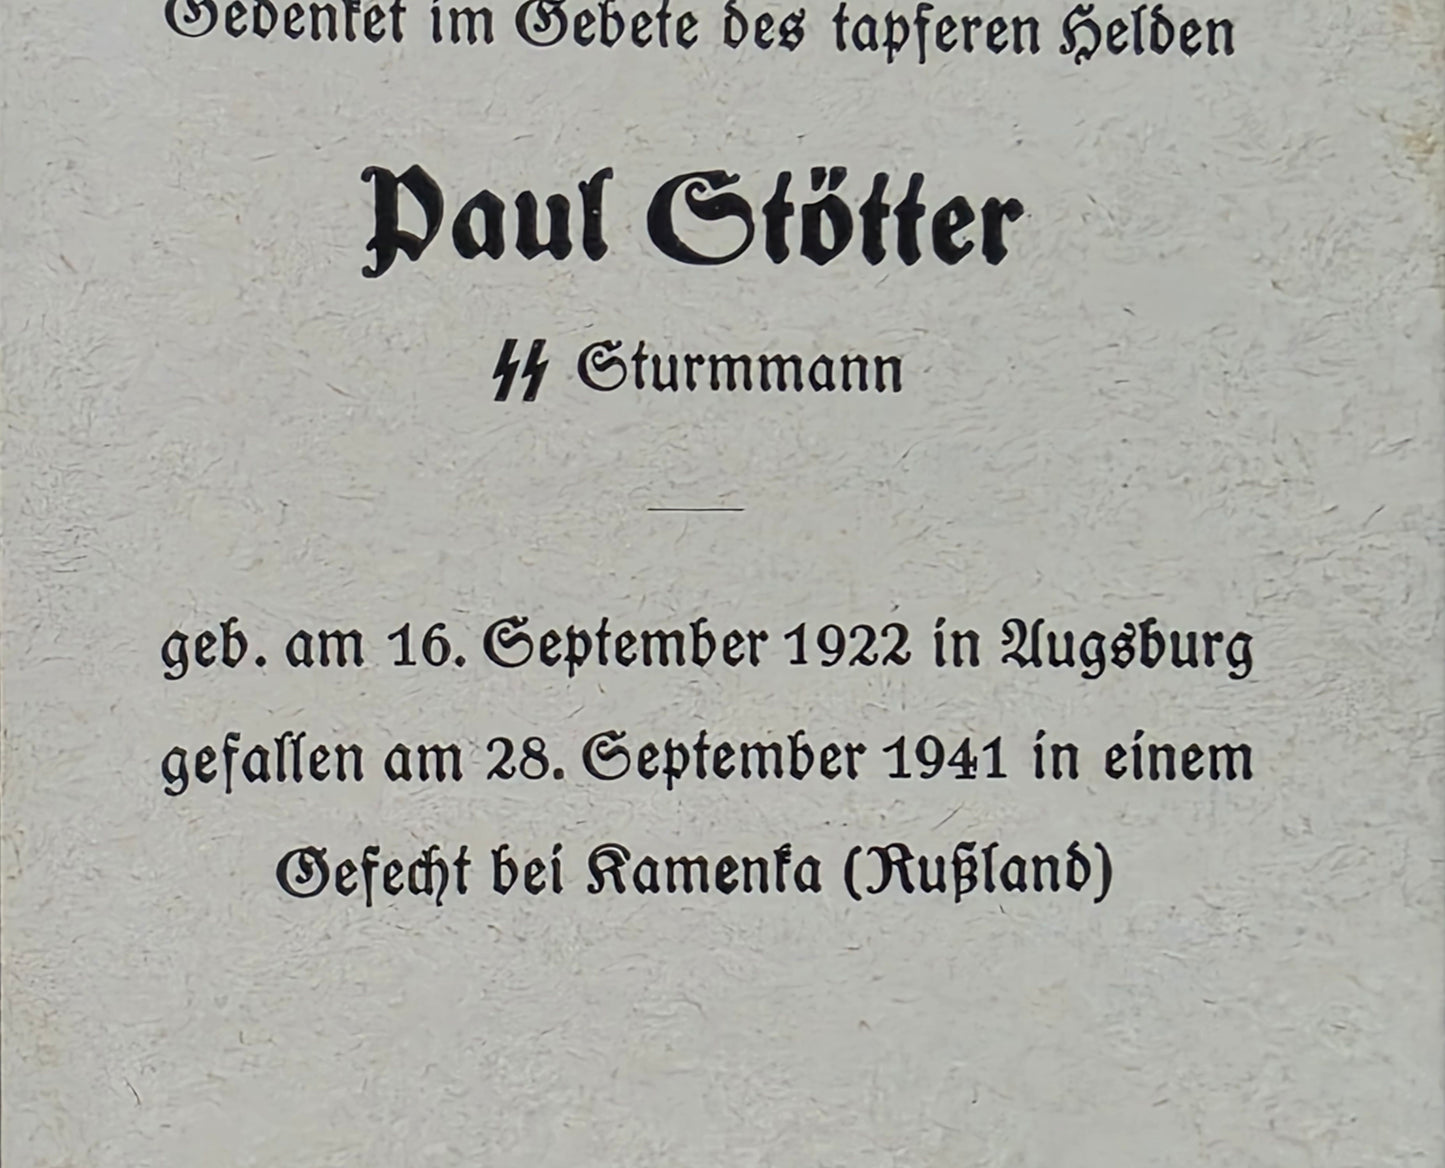 Gedenket im Gebete des tapferen Helden
Paul Stötter
ᛋᛋ Sturmmann
geb. am 16. September 1922 in Augsburg
gefallen am 28. September 1941 in einem
Gefecht bei Kamenka (Rußland)